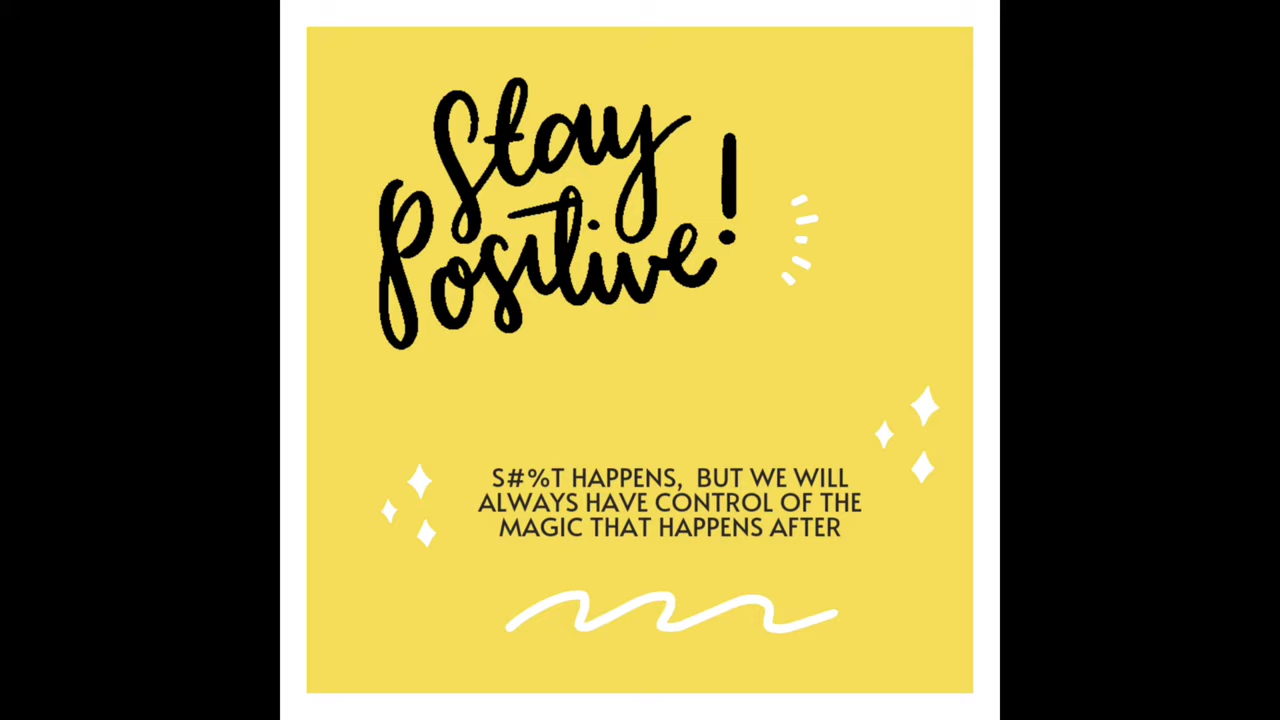 Stay
Positive!
S#%T HAPPENS, BUT WE WILL
ALWAYS HAVE CONTROL OF THE
MAGIC THAT HAPPENS AFTER